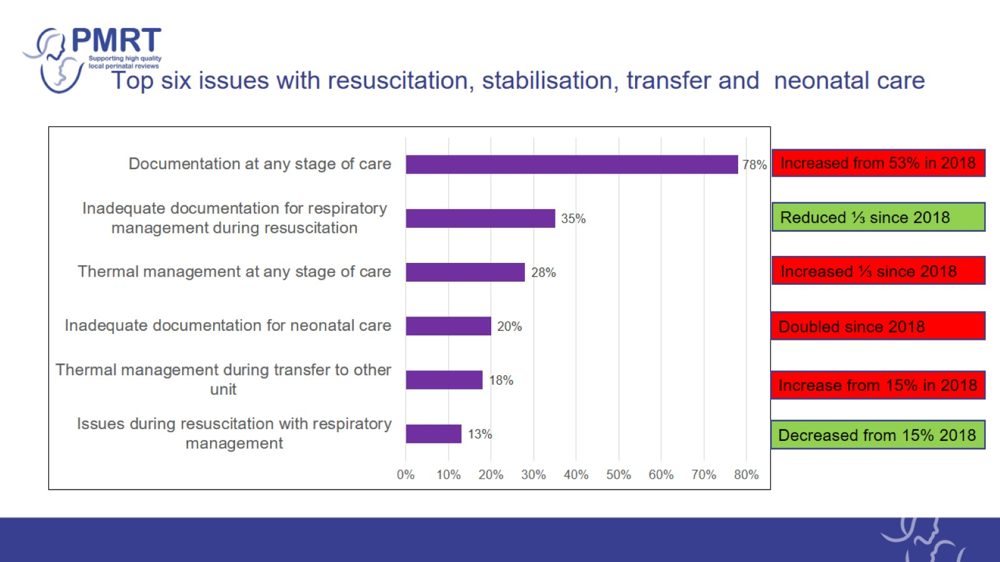 PMRT
Supporting high quality
local perinatal reviews
Top six issues with resuscitation, stabilisation, transfer and  neonatal care
Documentation at any stage of care
78%
Increased from 53% in 2018
Inadequate documentation for respiratory
management during resuscitation
35%
Reduced ⅓ since 2018
Thermal management at any stage of care
28%
Increased ⅓ since 2018
Inadequate documentation for neonatal care
20%
Doubled since 2018
Thermal management during transfer to other
unit
18%
Increase from 15% in 2018
Issues during resuscitation with respiratory
management
13%
Decreased from 15% 2018
0% 10% 20% 30% 40% 50% 60% 70% 80%